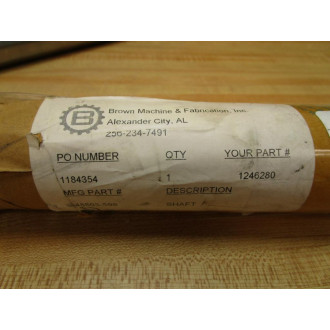 B
Brown Machine & Fabrication, Inc.
Alexander City, AL
256-234-7491
PO NUMBER QTY YOUR PART #
1184354 1 1246280
MFG PART # DESCRIPTION
SHAFT